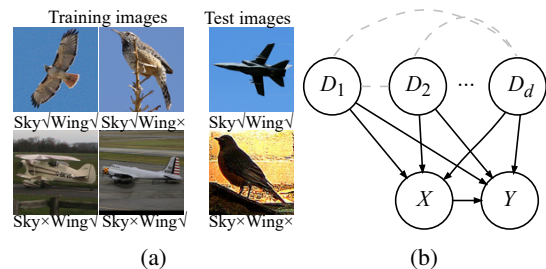 Training images Test images
Sky√Wing√ Sky√Wing× Sky√Wing√
Sky×Wing√ Sky×Wing√ Sky×Wing×
(a)
D1 D2 ... Dd
X Y
(b)